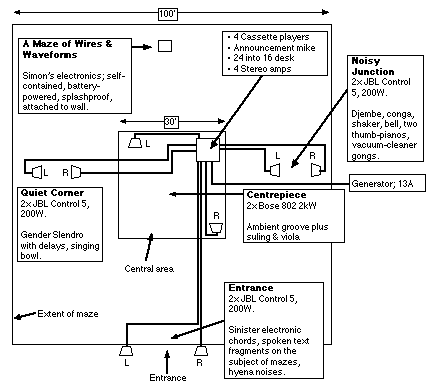 100'
A Maze of Wires &
Waveforms
Simon's electronics; self-
contained, battery-
powered, splashproof,
attached to wall.
• 4 Cassette players
• Announcement mike
• 24 into 16 desk
• 4 Stereo amps
Noisy
Junction
2x JBL Control
5, 200W.
Djembe, conga,
shaker, bell, two
thumb-pianos,
vacuum-cleaner
gongs.
30'
L
L
R
L
R
Generator; 13A
Quiet Corner
2x JBL Control 5,
200W.
Gender Slendro
with delays, singing
bowl.
Centrepiece
2x Bose 802 2kW
Ambient groove plus
suling & viola
R
Central area
Entrance
2x JBL Control 5,
200W.
Sinister electronic
chords, spoken text
fragments on the
subject of mazes,
hyena noises.
Extent of maze
L
R
Entrance